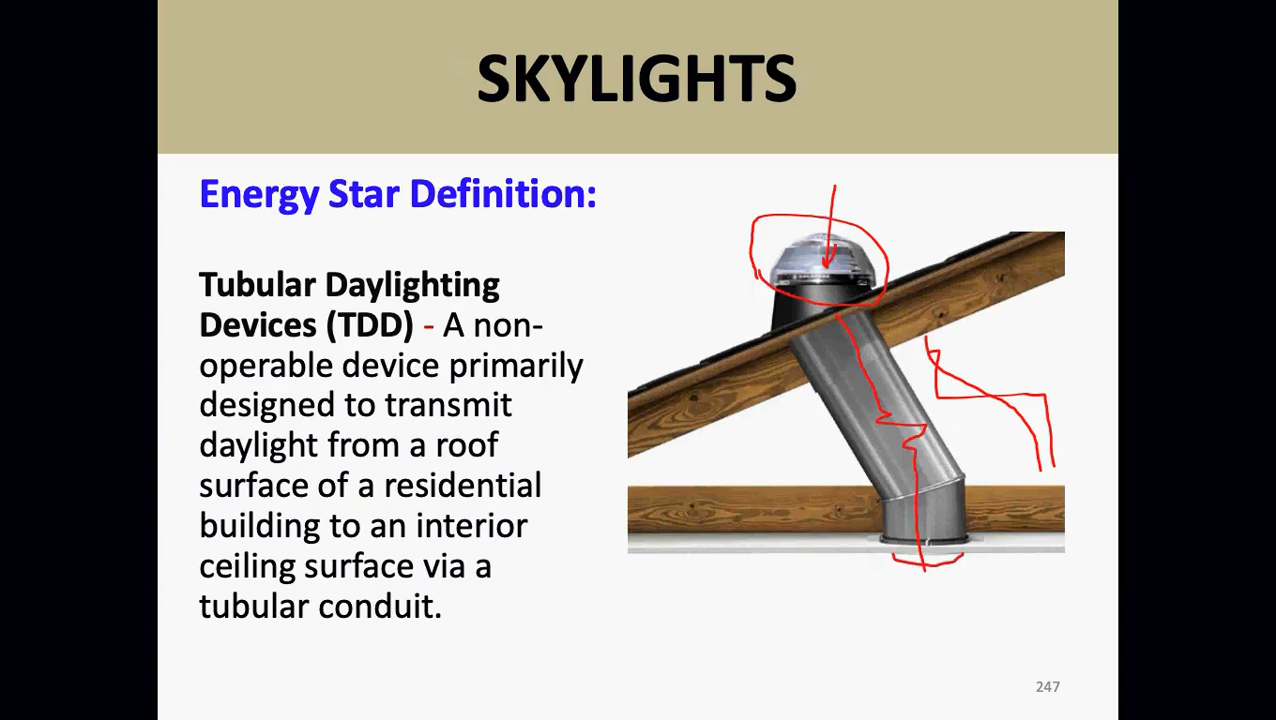 SKYLIGHTS
Energy Star Definition:
Tubular Daylighting
Devices (TDD) - A non-
operable device primarily
designed to transmit
daylight from a roof
surface of a residential
building to an interior
ceiling surface via a
tubular conduit.
247